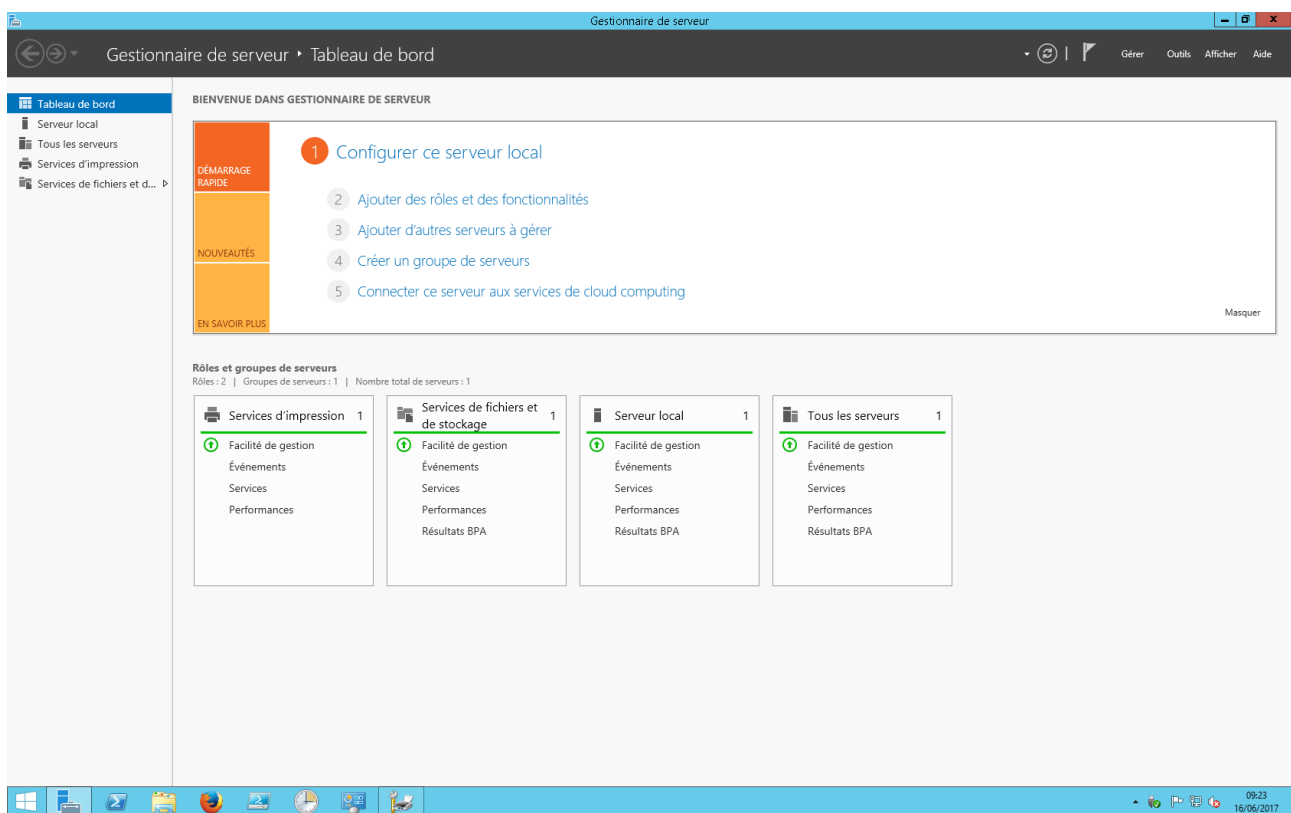 Gestionnaire de serveur
Gestionnaire de serveur • Tableau de bord
Gérer Outils Afficher Aide
Tableau de bord
Serveur local
Tous les serveurs
Services d'impression
Services de fichiers et d...
BIENVENUE DANS GESTIONNAIRE DE SERVEUR
DÉMARRAGE
RAPIDE
NOUVEAUTÉS
EN SAVOIR PLUS
1 Configurer ce serveur local
2 Ajouter des rôles et des fonctionnalités
3 Ajouter d'autres serveurs à gérer
4 Créer un groupe de serveurs
5 Connecter ce serveur aux services de cloud computing
Masquer
Rôles et groupes de serveurs
Rôles : 2 | Groupes de serveurs : 1 | Nombre total de serveurs : 1
Services d'impression 1
Facilité de gestion
Événements
Services
Performances
Services de fichiers et
de stockage 1
Facilité de gestion
Événements
Services
Performances
Résultats BPA
Serveur local 1
Facilité de gestion
Événements
Services
Performances
Résultats BPA
Tous les serveurs 1
Facilité de gestion
Événements
Services
Performances
Résultats BPA
09:23
16/06/2017